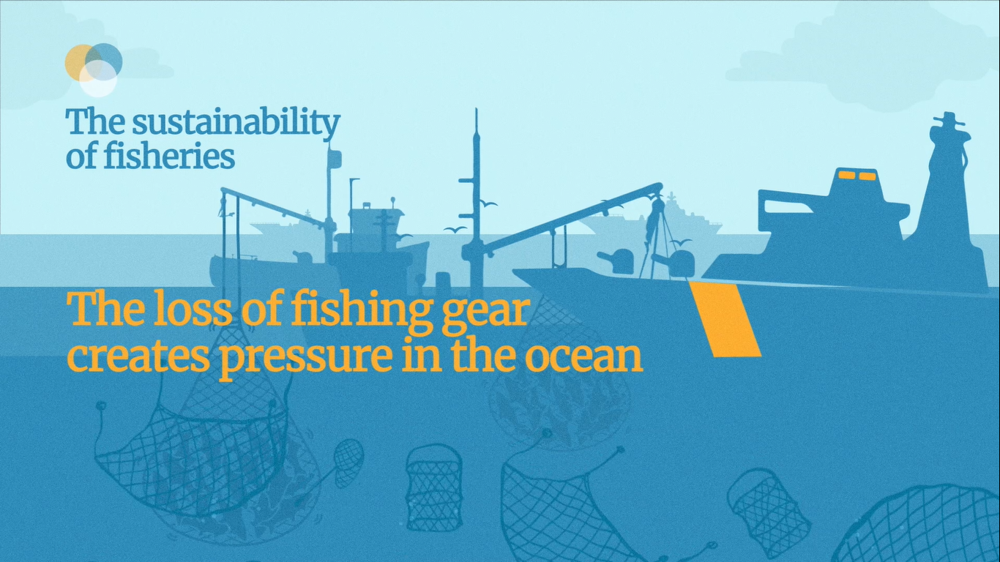 The sustainability
of fisheries
The loss of fishing gear
creates pressure in the ocean